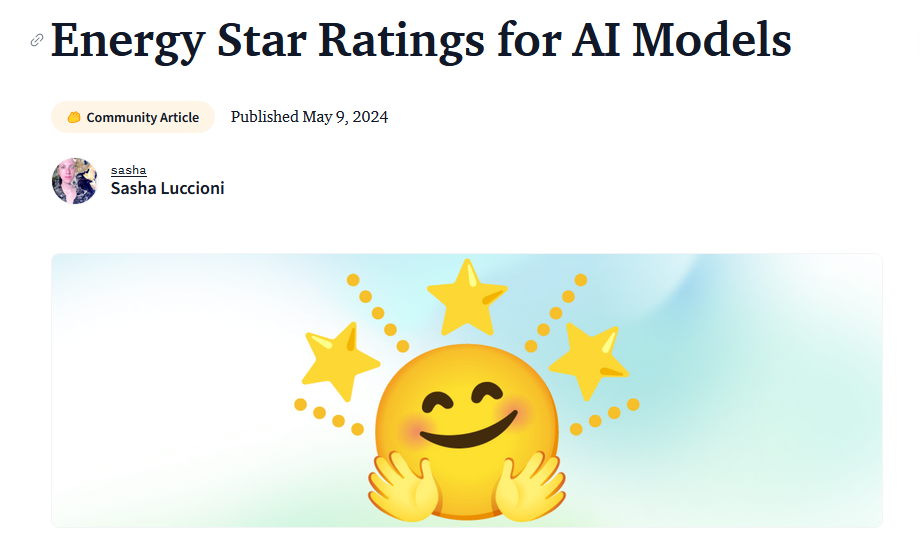 Energy Star Ratings for AI Models
Community Article Published May 9, 2024
sasha
Sasha Luccioni